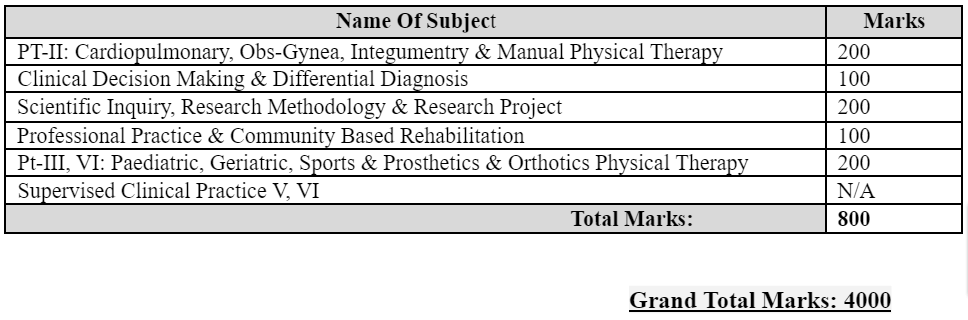 Name Of Subject Marks
PT-II: Cardiopulmonary, Obs-Gynea, Integumentry & Manual Physical Therapy 200
Clinical Decision Making & Differential Diagnosis 100
Scientific Inquiry, Research Methodology & Research Project 200
Professional Practice & Community Based Rehabilitation 100
Pt-III, VI: Paediatric, Geriatric, Sports & Prosthetics & Orthotics Physical Therapy 200
Supervised Clinical Practice V, VI N/A
Total Marks: 800
Grand Total Marks: 4000